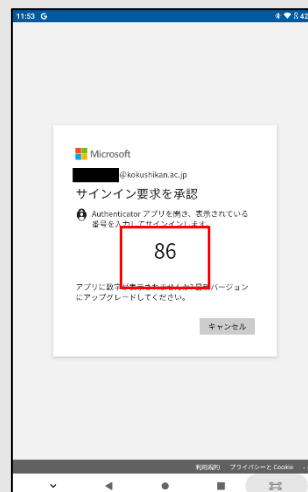 11:53 G
Microsoft
@kokushikan.ac.jp
サインイン要求を承認
Authenticator アプリを開き、表示されている
番号を入力してサインインします。
86
アプリに数字が表示されませんか? 最新バージョン
にアップグレードしてください。
キャンセル
利用規約 プライバシーと Cookie